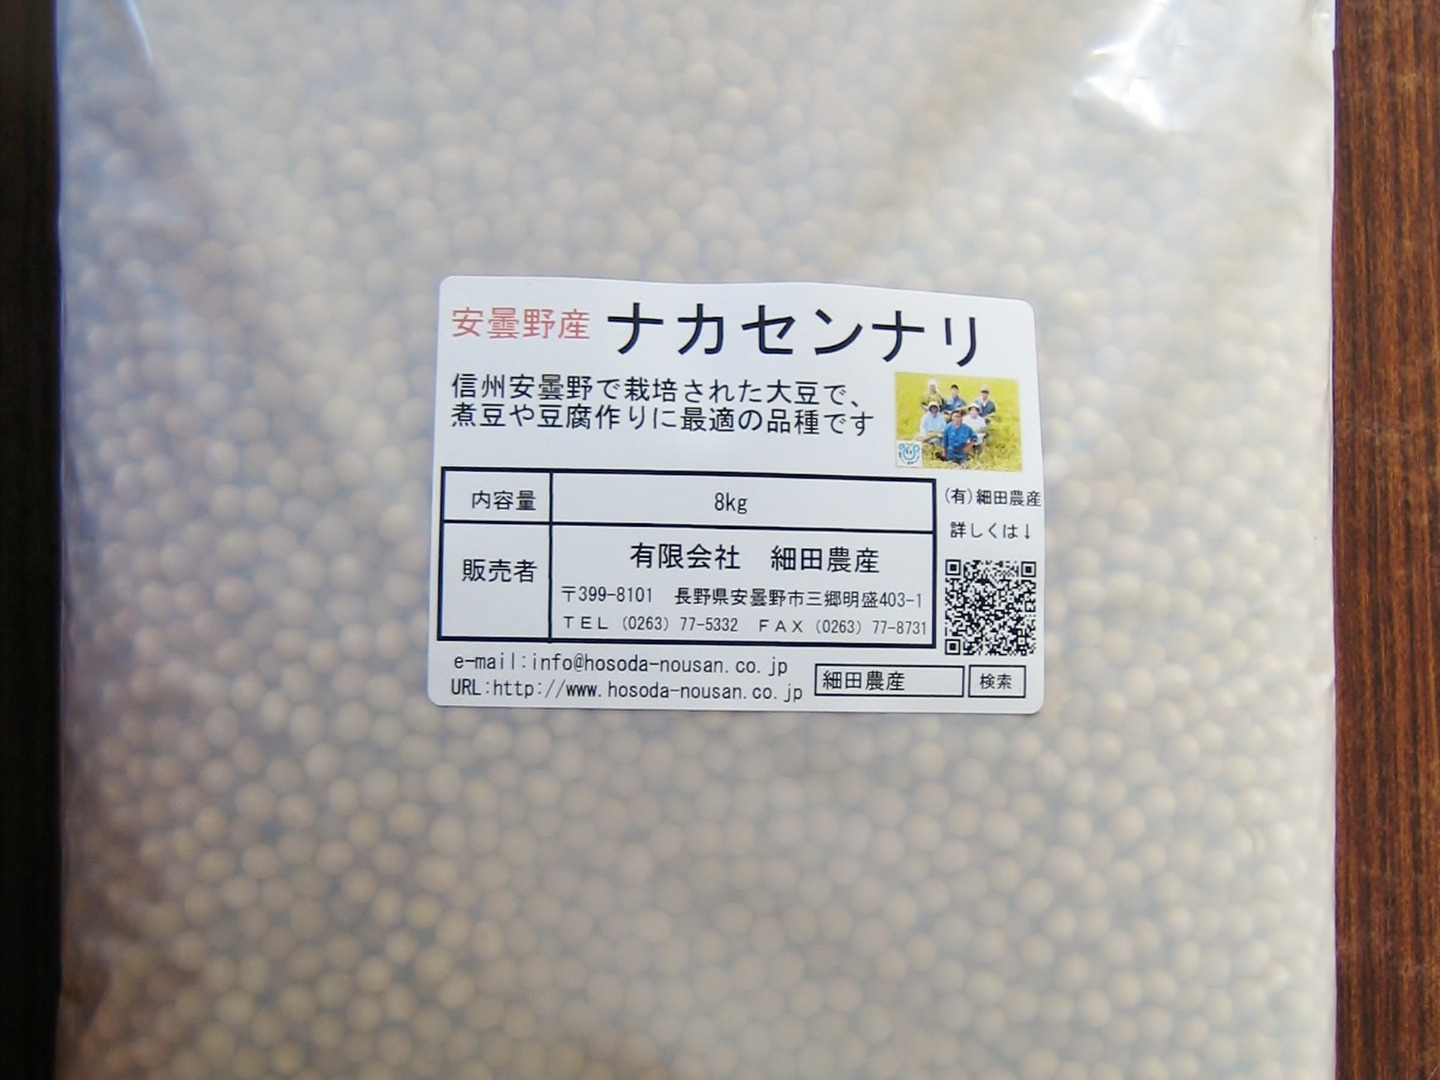 安曇野産 ナカセンナリ
信州安曇野で栽培された大豆で、
煮豆や豆腐作りに最適の品種です
内容量 8kg
販売者 有限会社 細田農産
〒399-8101 長野県安曇野市三郷明盛403-1
TEL (0263) 77-5332 FAX (0263) 77-8731
(有)細田農産
詳しくは↓
e-mail:info@hosoda-nousan.co.jp
URL:http://www.hosoda-nousan.co.jp
細田農産 検索